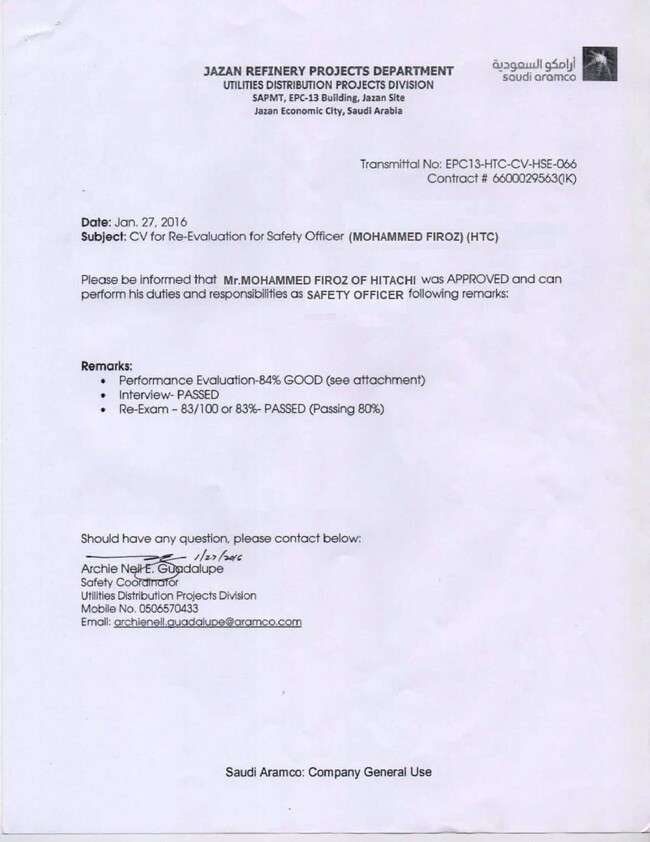 JAZAN REFINERY PROJECTS DEPARTMENT
UTILITIES DISTRIBUTION PROJECTS DIVISION
SAPMT, EPC-13 Building, Jazan Site
Jazan Economic City, Saudi Arabia
أرامكو السعودية
saudi aramco
Transmittal No: EPC13-HTC-CV-HSE-066
Contract # 6600029563(IK)
Date: Jan. 27, 2016
Subject: CV for Re-Evaluation for Safety Officer (MOHAMMED FIROZ) (HTC)
Please be informed that Mr.MOHAMMED FIROZ OF HITACHI was APPROVED and can
perform his duties and responsibilities as SAFETY OFFICER following remarks:
Remarks:
• Performance Evaluation-84% GOOD (see attachment)
• Interview- PASSED
• Re-Exam – 83/100 or 83%- PASSED (Passing 80%)
Should have any question, please contact below:
1/27/2016
Archie Neil E. Guadalupe
Safety Coordinator
Utilities Distribution Projects Division
Mobile No. 0506570433
Email: archieneil.guadalupe@aramco.com
Saudi Aramco: Company General Use